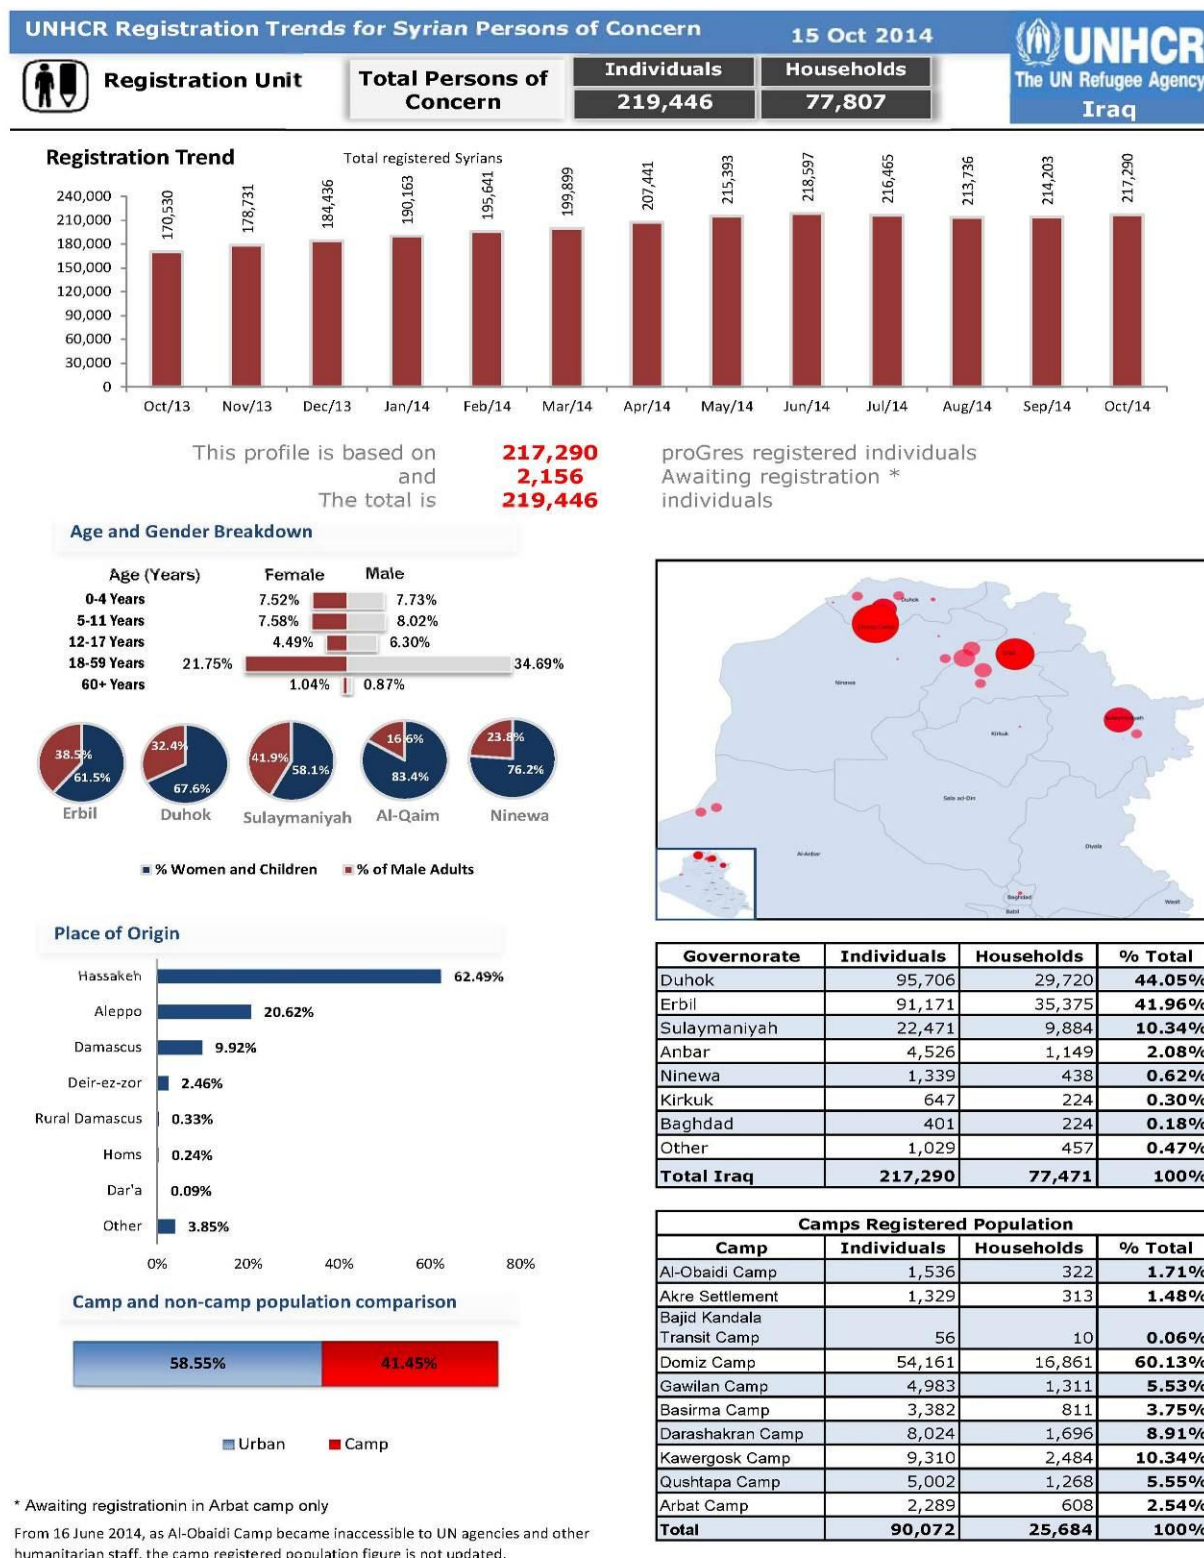 UNHCR Registration Trends for Syrian Persons of Concern 15 Oct 2014
UNHCR
The UN Refugee Agency
Iraq
Registration Unit
Total Persons of Concern
Individuals Households
219,446 77,807
Registration Trend
Total registered Syrians
240,000
210,000
180,000
150,000
120,000
90,000
60,000
30,000
0
170,530 178,731 184,436 190,163 195,641 199,899 207,441 215,393 218,597 216,465 213,736 214,203 217,290
Oct/13 Nov/13 Dec/13 Jan/14 Feb/14 Mar/14 Apr/14 May/14 Jun/14 Jul/14 Aug/14 Sep/14 Oct/14
This profile is based on 217,290 proGres registered individuals
and 2,156 Awaiting registration *
The total is 219,446 individuals
Age and Gender Breakdown
Age (Years) Female Male
0-4 Years 7.52% 7.73%
5-11 Years 7.58% 8.02%
12-17 Years 4.49% 6.30%
18-59 Years 21.75% 34.69%
60+ Years 1.04% 0.87%
38.5% 61.5% Erbil
32.4% 67.6% Duhok
41.9% 58.1% Sulaymaniyah
16.6% 83.4% Al-Qaim
23.8% 76.2% Ninewa
% Women and Children % of Male Adults
Place of Origin
Hassakeh 62.49%
Aleppo 20.62%
Damascus 9.92%
Deir-ez-zor 2.46%
Rural Damascus 0.33%
Homs 0.24%
Dar'a 0.09%
Other 3.85%
0% 20% 40% 60% 80%
Camp and non-camp population comparison
58.55% 41.45%
Urban Camp
* Awaiting registrationin in Arbat camp only
From 16 June 2014, as Al-Obaidi Camp became inaccessible to UN agencies and other
humanitarian staff, the camp registered population figure is not updated.
Duhok
Ninewa
Kirkuk
Sala ad-Din
Al-Anbar
Diyala
Baghdad
Babil
Wasit
Governorate Individuals Households % Total
Duhok 95,706 29,720 44.05%
Erbil 91,171 35,375 41.96%
Sulaymaniyah 22,471 9,884 10.34%
Anbar 4,526 1,149 2.08%
Ninewa 1,339 438 0.62%
Kirkuk 647 224 0.30%
Baghdad 401 224 0.18%
Other 1,029 457 0.47%
Total Iraq 217,290 77,471 100%
Camps Registered Population
Camp Individuals Households % Total
Al-Obaidi Camp 1,536 322 1.71%
Akre Settlement 1,329 313 1.48%
Bajid Kandala
Transit Camp 56 10 0.06%
Domiz Camp 54,161 16,861 60.13%
Gawilan Camp 4,983 1,311 5.53%
Basirma Camp 3,382 811 3.75%
Darashakran Camp 8,024 1,696 8.91%
Kawergosk Camp 9,310 2,484 10.34%
Qushtapa Camp 5,002 1,268 5.55%
Arbat Camp 2,289 608 2.54%
Total 90,072 25,684 100%